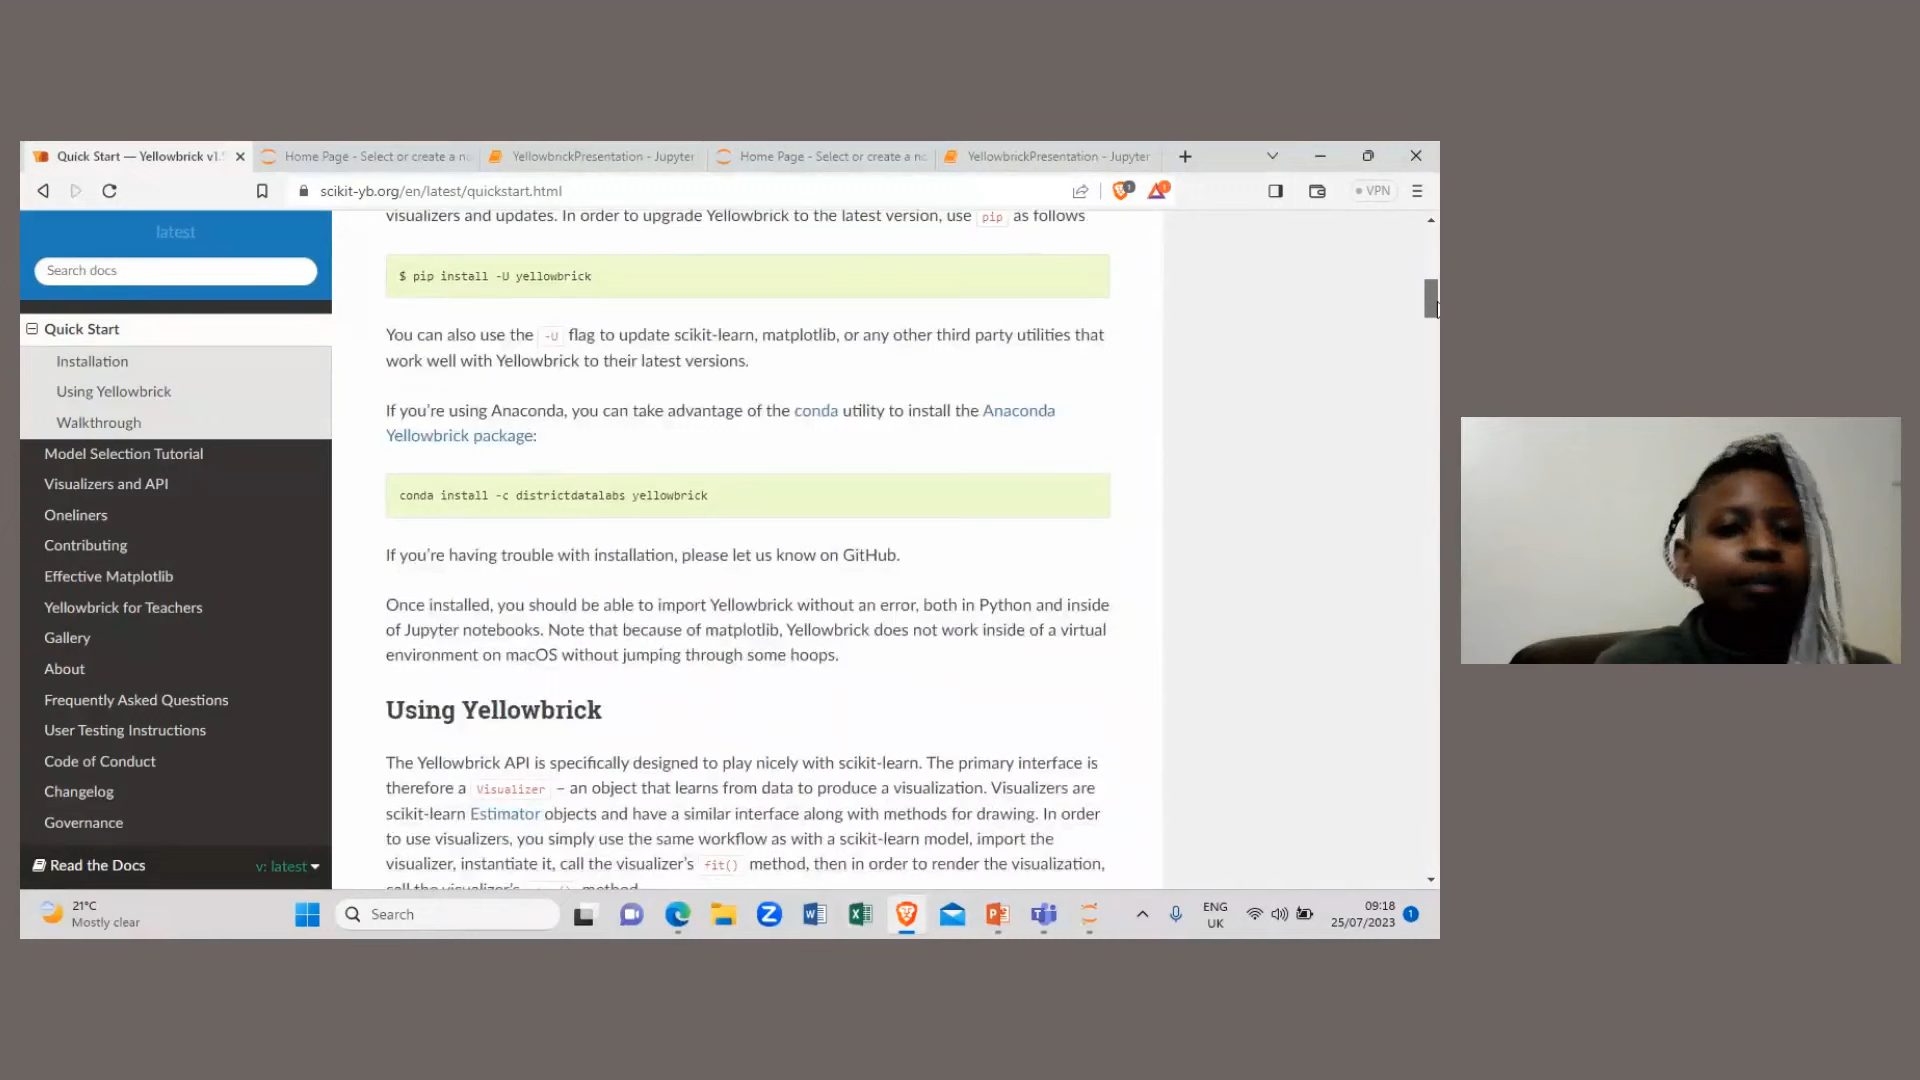 Quick Start — Yellowbrick v1.
Home Page - Select or create a no
YellowbrickPresentation - Jupyter
Home Page - Select or create a no
YellowbrickPresentation - Jupyter
scikit-yb.org/en/latest/quickstart.html
1
1
VPN
latest
Search docs
Quick Start
Installation
Using Yellowbrick
Walkthrough
Model Selection Tutorial
Visualizers and API
Oneliners
Contributing
Effective Matplotlib
Yellowbrick for Teachers
Gallery
About
Frequently Asked Questions
User Testing Instructions
Code of Conduct
Changelog
Governance
Read the Docs
v: latest
visualizers and updates. In order to upgrade Yellowbrick to the latest version, use pip as follows
$ pip install -U yellowbrick
You can also use the -U flag to update scikit-learn, matplotlib, or any other third party utilities that
work well with Yellowbrick to their latest versions.
If you're using Anaconda, you can take advantage of the conda utility to install the Anaconda
Yellowbrick package:
conda install -c districtdatalabs yellowbrick
If you're having trouble with installation, please let us know on GitHub.
Once installed, you should be able to import Yellowbrick without an error, both in Python and inside
of Jupyter notebooks. Note that because of matplotlib, Yellowbrick does not work inside of a virtual
environment on macOS without jumping through some hoops.
Using Yellowbrick
The Yellowbrick API is specifically designed to play nicely with scikit-learn. The primary interface is
therefore a Visualizer – an object that learns from data to produce a visualization. Visualizers are
scikit-learn Estimator objects and have a similar interface along with methods for drawing. In order
to use visualizers, you simply use the same workflow as with a scikit-learn model, import the
visualizer, instantiate it, call the visualizer's fit() method, then in order to render the visualization,
call the visualizer's method
21°C
Mostly clear
Search
ENG
UK
09:18
25/07/2023
1